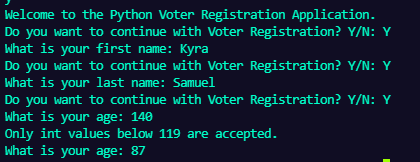 Welcome to the Python Voter Registration Application.
Do you want to continue with Voter Registration? Y/N: Y
What is your first name: Kyra
Do you want to continue with Voter Registration? Y/N: Y
What is your last name: Samuel
Do you want to continue with Voter Registration? Y/N: Y
What is your age: 140
Only int values below 119 are accepted.
What is your age: 87